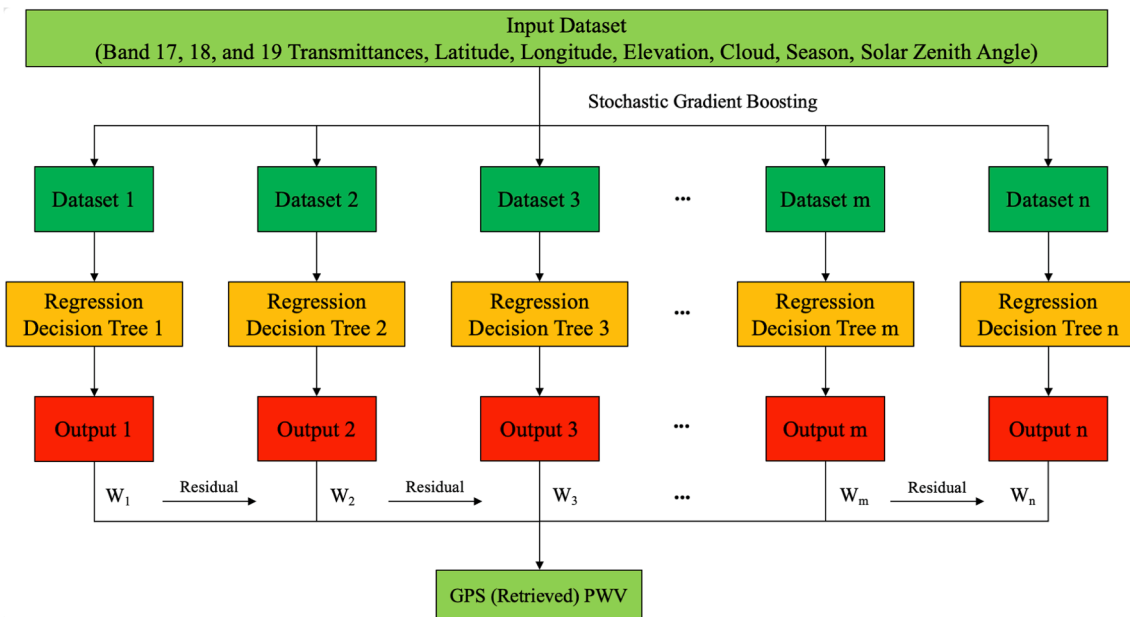 Input Dataset
(Band 17, 18, and 19 Transmittances, Latitude, Longitude, Elevation, Cloud, Season, Solar Zenith Angle)
Stochastic Gradient Boosting
Dataset 1
Dataset 2
Dataset 3
...
Dataset m
Dataset n
Regression
Decision Tree 1
Regression
Decision Tree 2
Regression
Decision Tree 3
...
Regression
Decision Tree m
Regression
Decision Tree n
Output 1
Output 2
Output 3
...
Output m
Output n
W₁
Residual
W₂
Residual
W₃
...
Wₘ
Residual
Wₙ
GPS (Retrieved) PWV